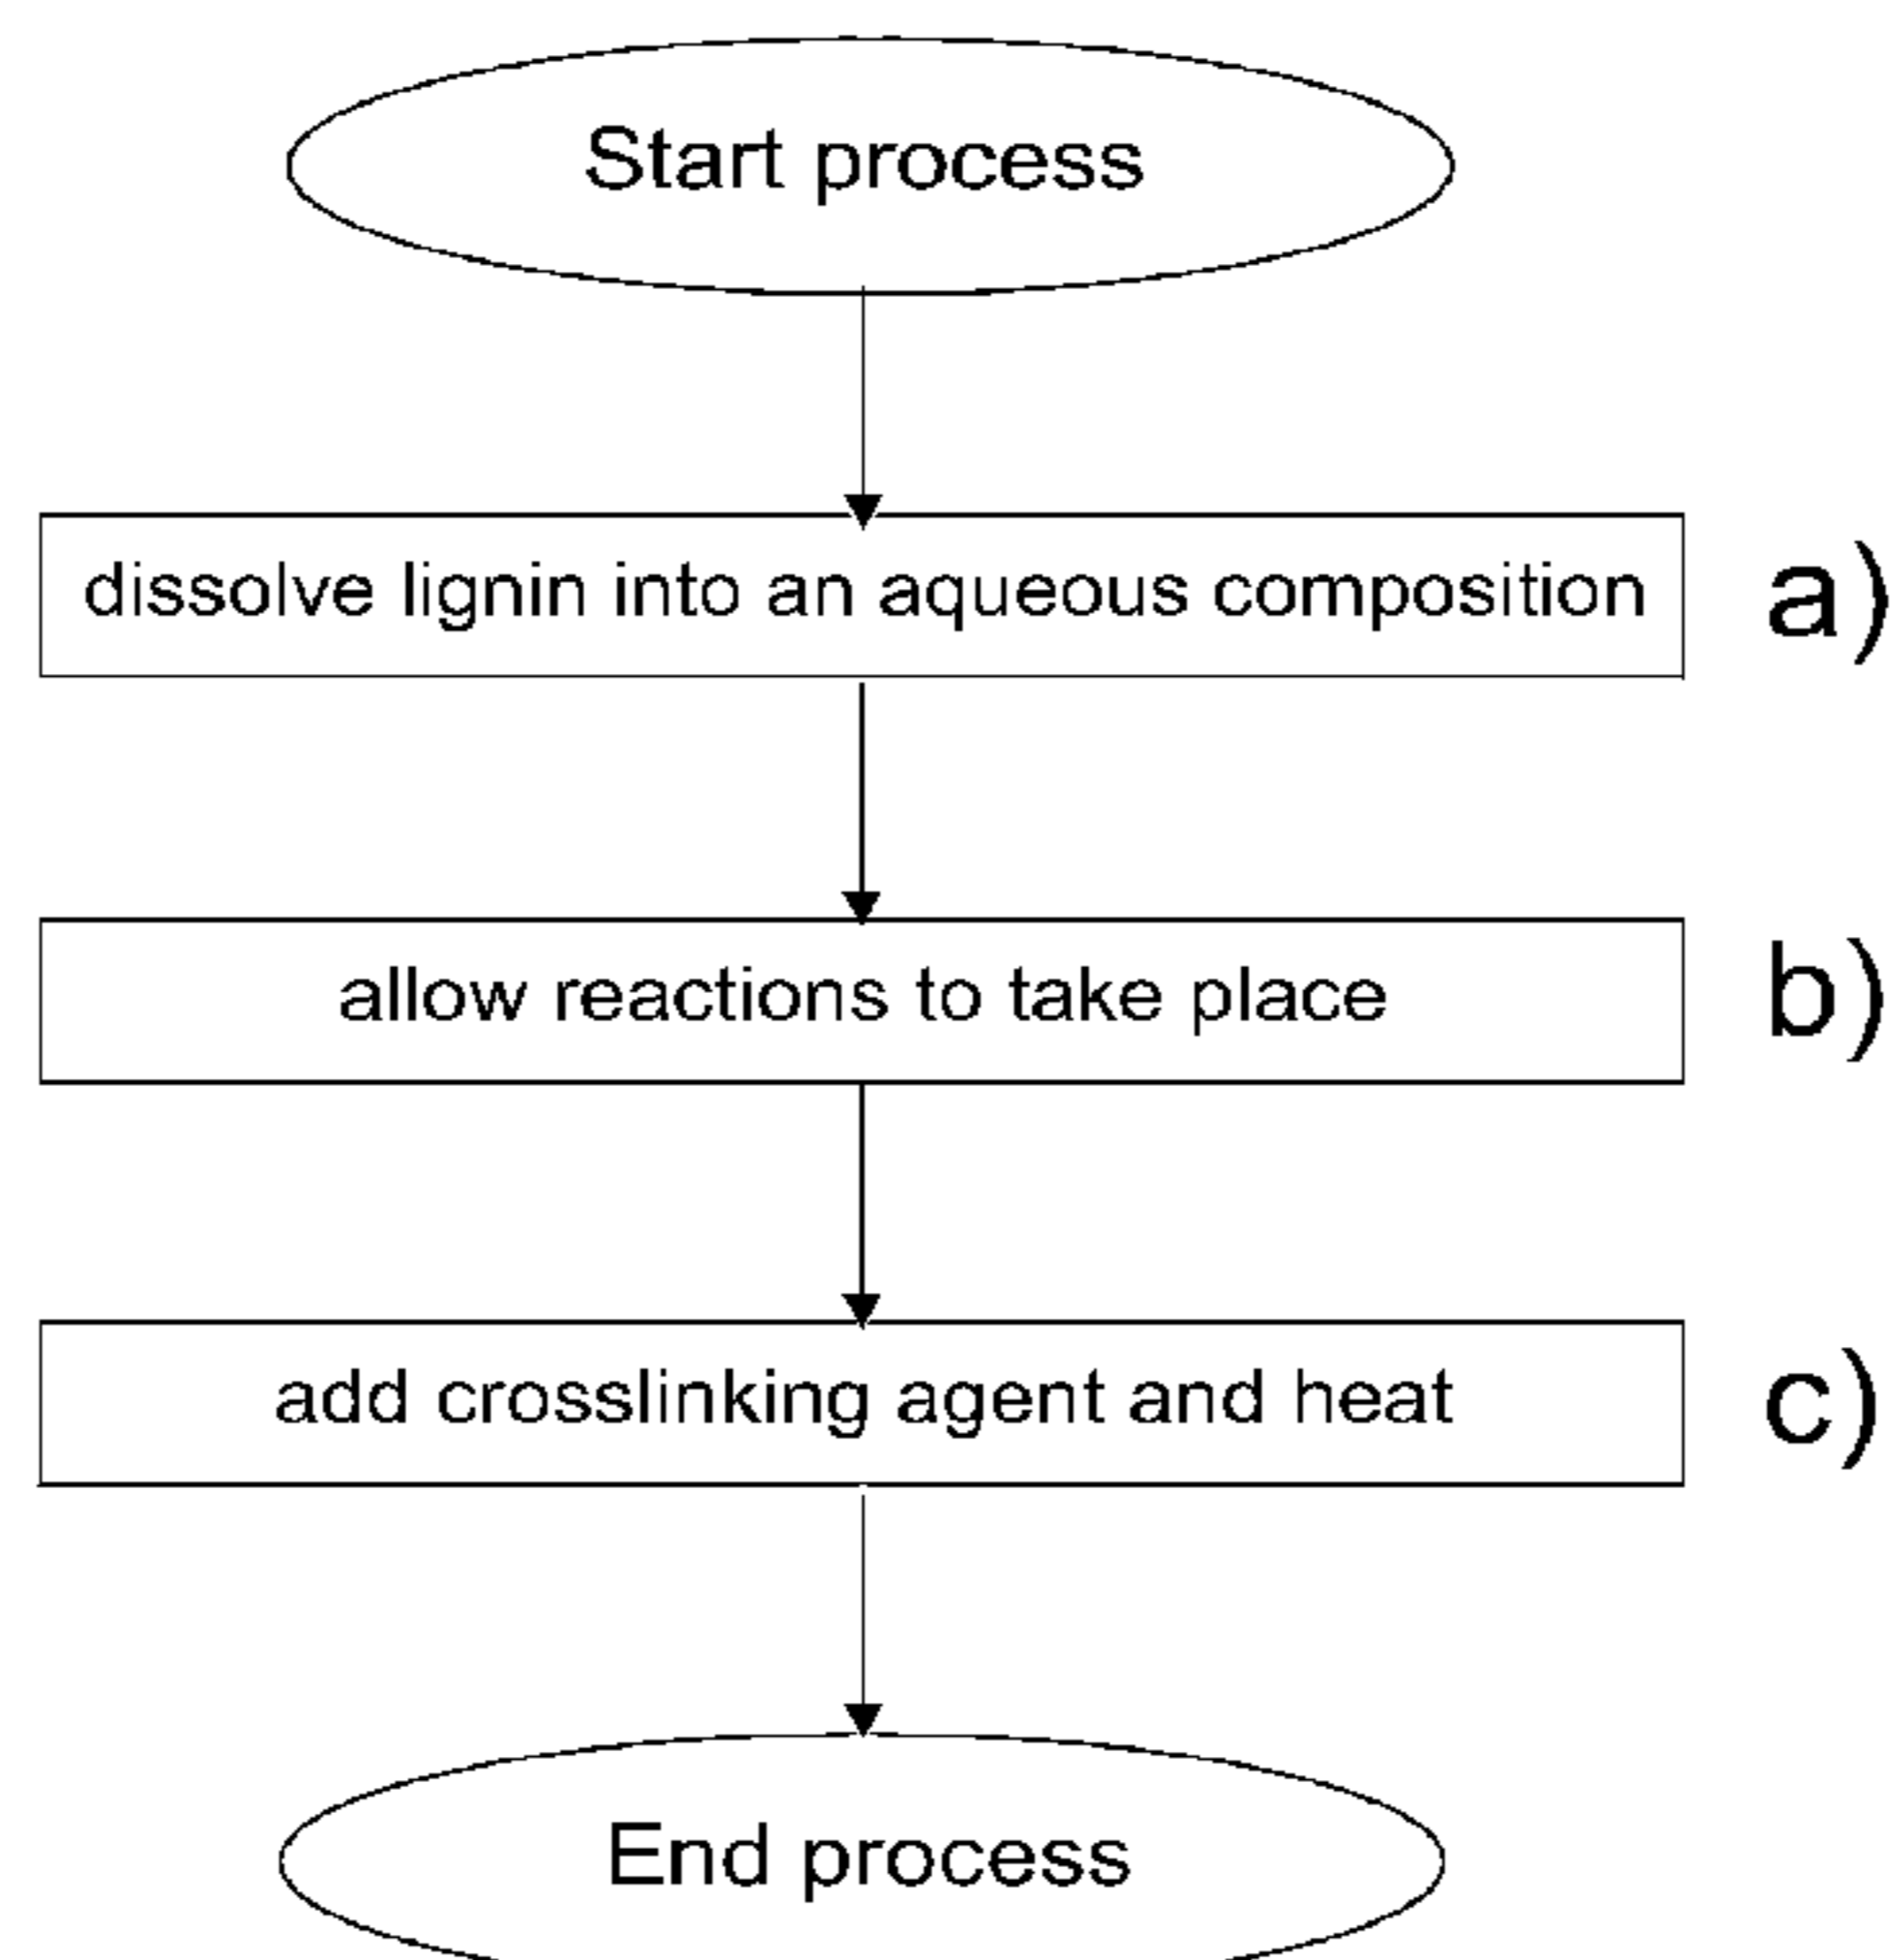 Start process
dissolve lignin into an aqueous composition
a)
allow reactions to take place
b)
add crosslinking agent and heat
c)
End process